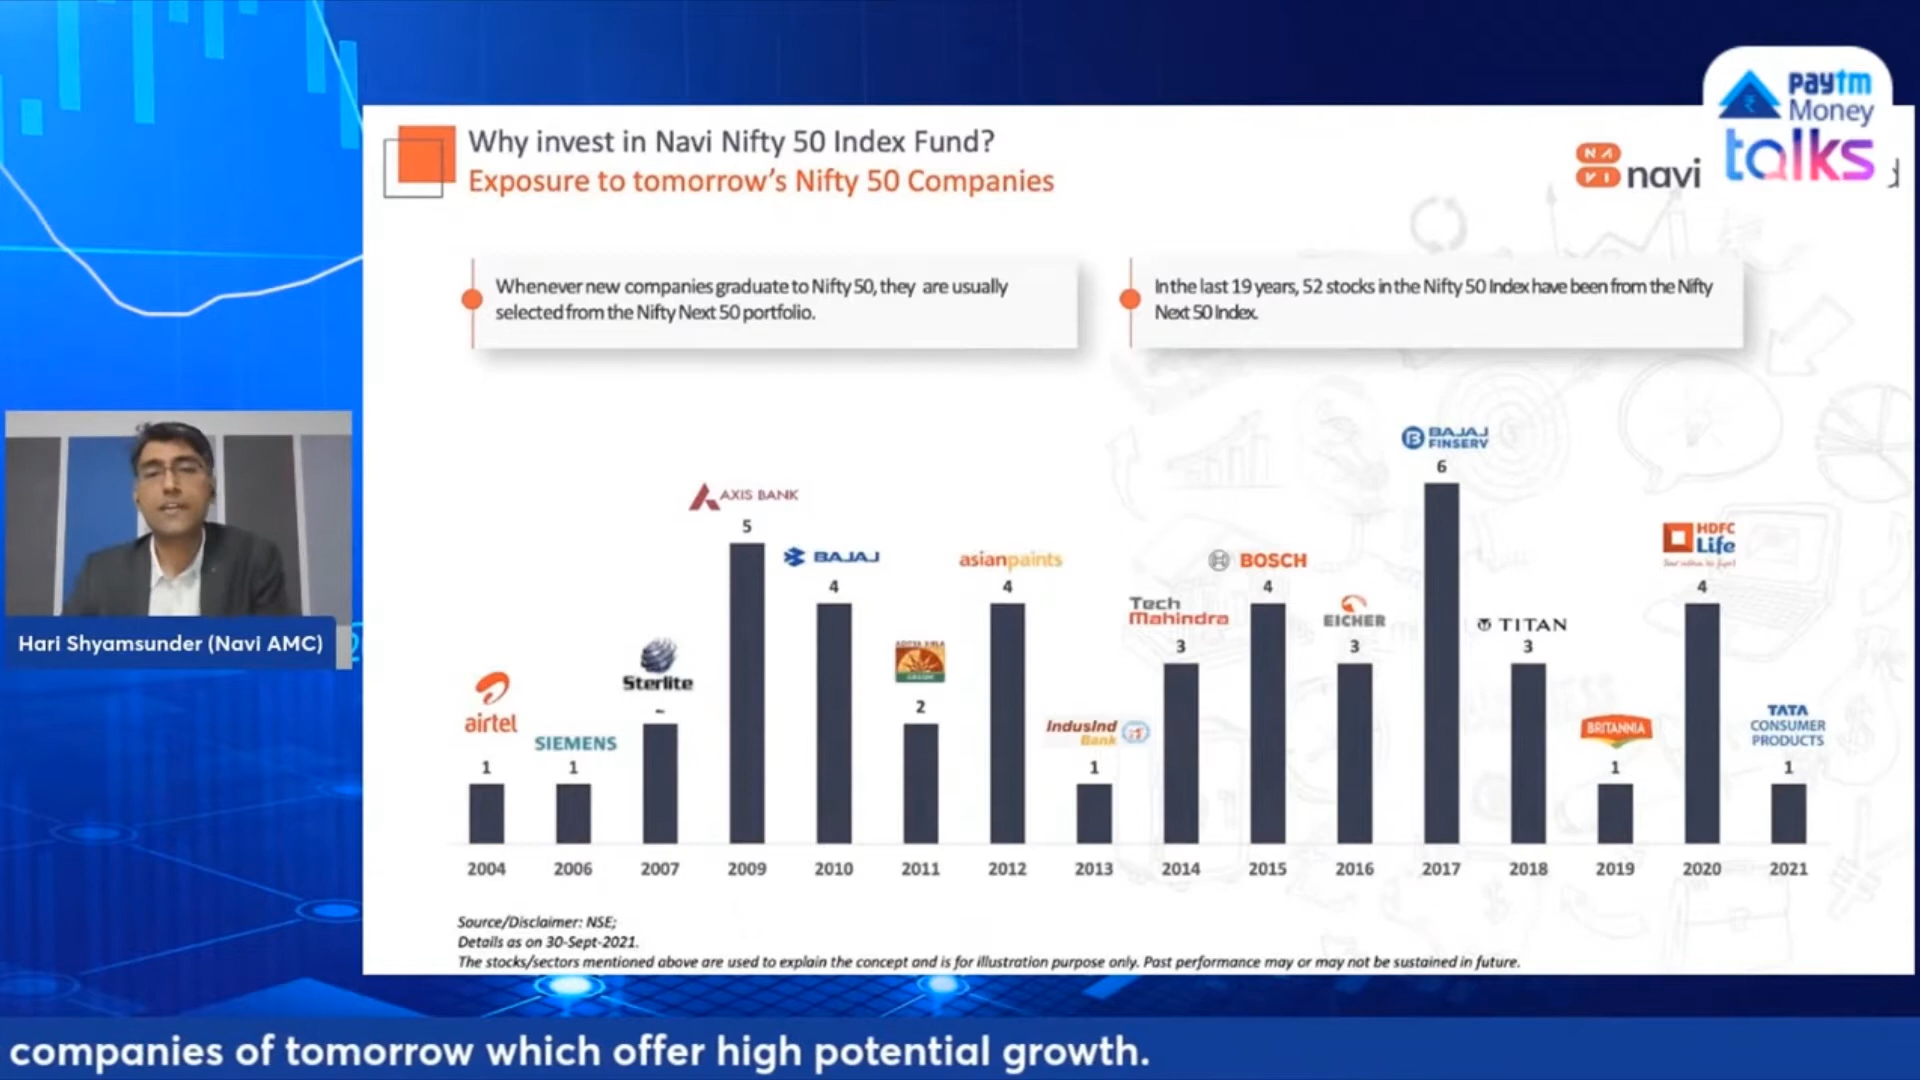 paytm
Money
talks
Why invest in Navi Nifty 50 Index Fund?
Exposure to tomorrow's Nifty 50 Companies
NA
VI
navi
Whenever new companies graduate to Nifty 50, they are usually
selected from the Nifty Next 50 portfolio.
In the last 19 years, 52 stocks in the Nifty 50 Index have been from the Nifty
Next 50 Index.
BAJAJ
FINSERV
6
AXIS BANK
5
BAJAJ
4
asianpaints
4
BOSCH
4
HDFC
Life
4
Tech
Mahindra
3
EICHER
3
TITAN
3
Sterlite
ADITYA BIRLA
GRASIM
2
airtel
1
SIEMENS
1
IndusInd
Bank
1
BRITANNIA
1
TATA
CONSUMER
PRODUCTS
1
2004 2006 2007 2009 2010 2011 2012 2013 2014 2015 2016 2017 2018 2019 2020 2021
Source/Disclaimer: NSE;
Details as on 30-Sept-2021.
The stocks/sectors mentioned above are used to explain the concept and is for illustration purpose only. Past performance may or may not be sustained in future.
Hari Shyamsunder (Navi AMC)
companies of tomorrow which offer high potential growth.